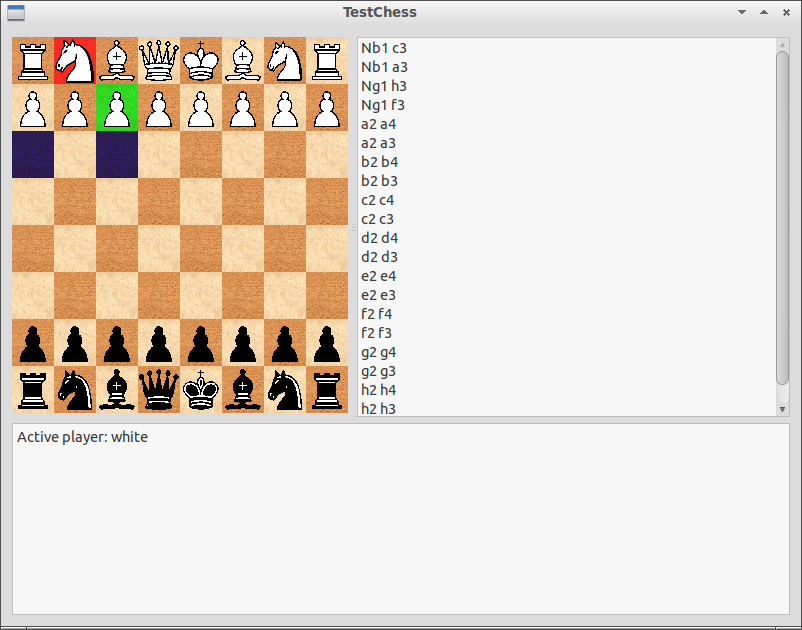 TestChess
Nb1 c3
Nb1 a3
Ng1 h3
Ng1 f3
a2 a4
a2 a3
b2 b4
b2 b3
c2 c4
c2 c3
d2 d4
d2 d3
e2 e4
e2 e3
f2 f4
f2 f3
g2 g4
g2 g3
h2 h4
h2 h3
Active player: white